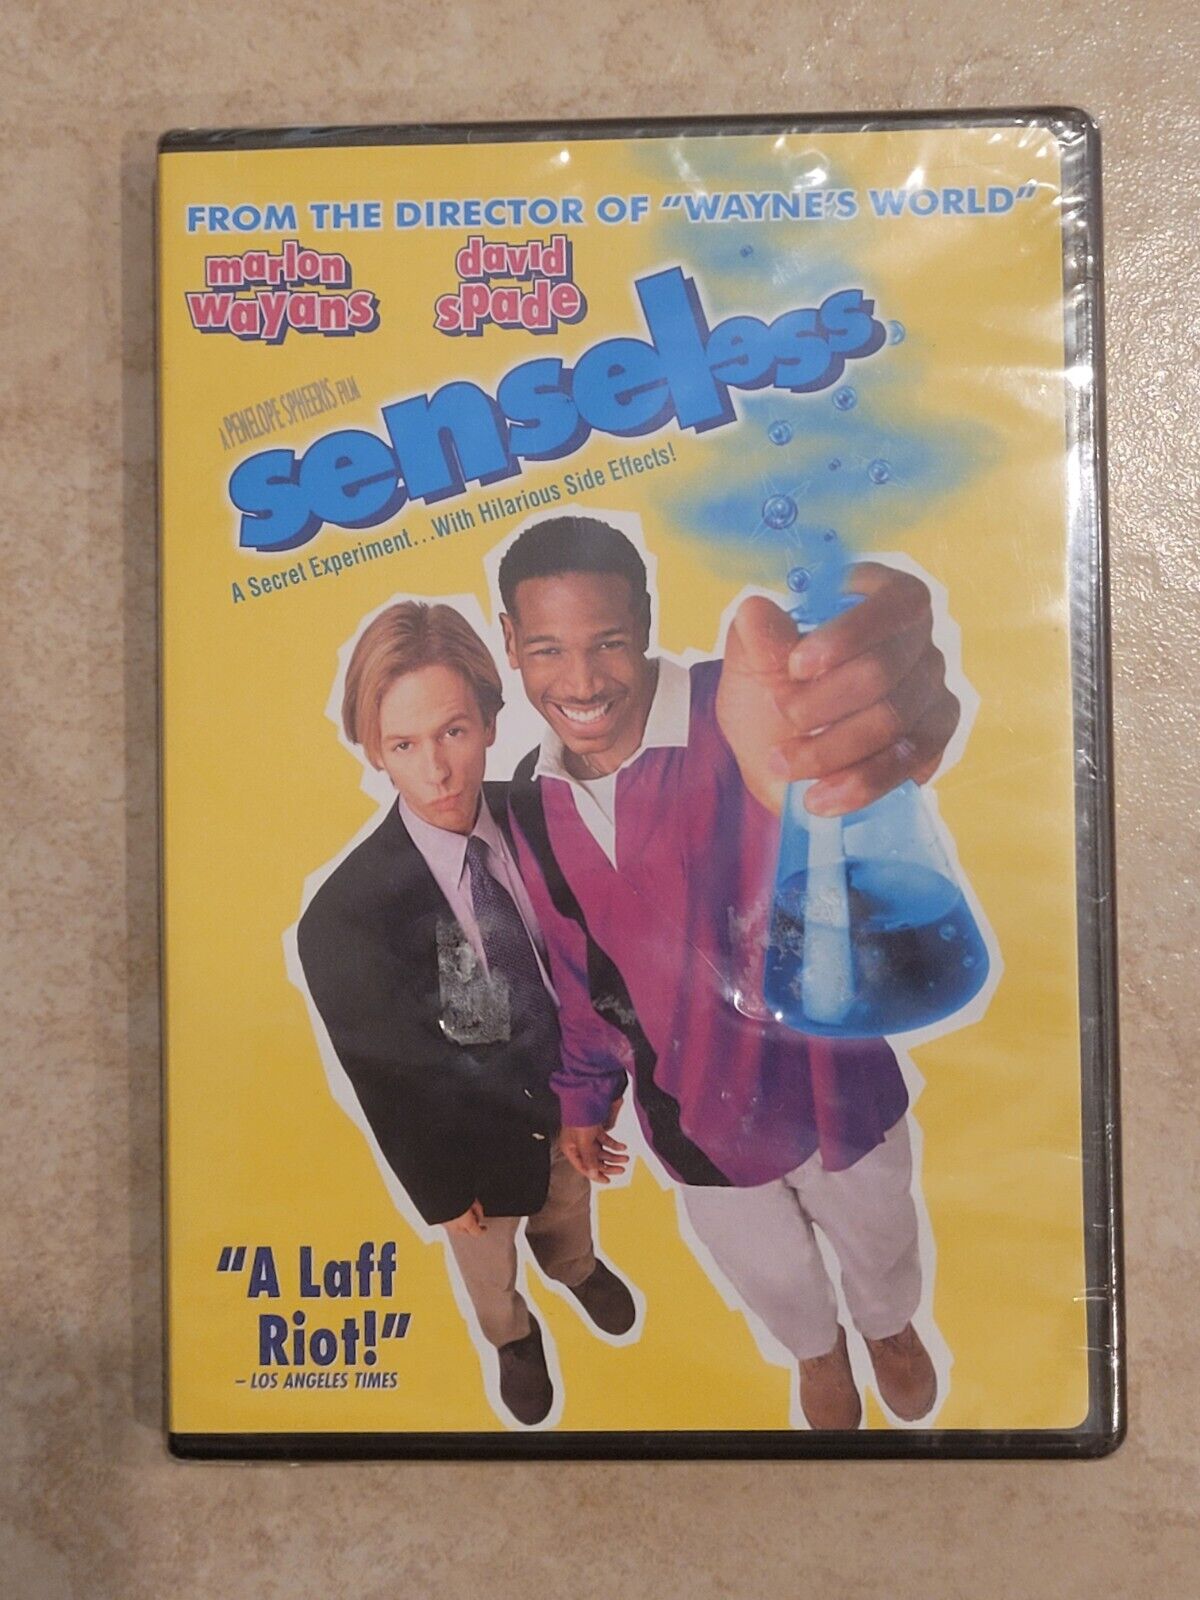 FROM THE DIRECTOR OF "WAYNE'S WORLD"
marlon
wayans
david
spade
A PENELOPE SPHEERIS FILM
senseless
A Secret Experiment...With Hilarious Side Effects!
"A Laff
Riot!"
– LOS ANGELES TIMES